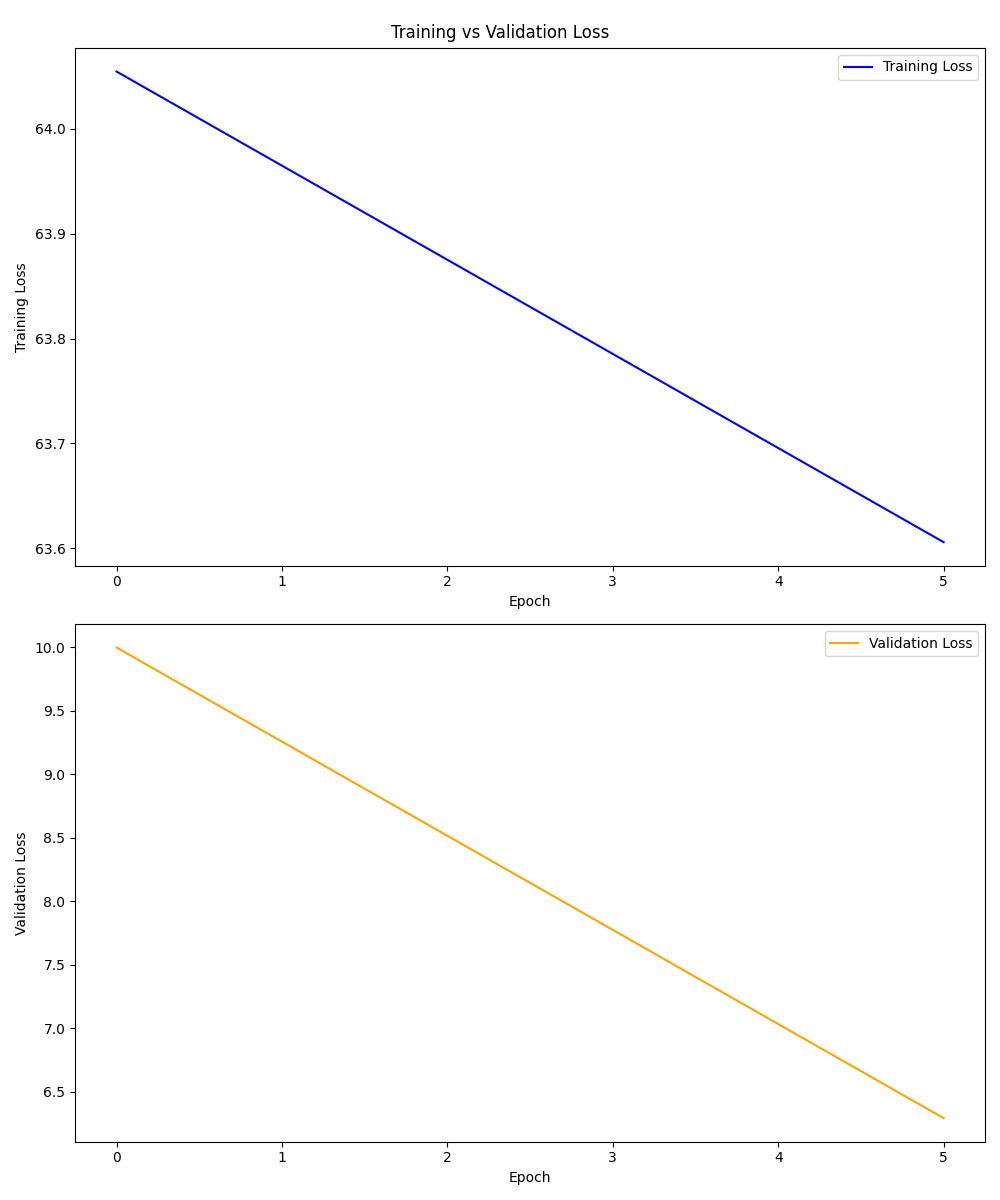 Training vs Validation Loss
Training Loss
64.0
63.9
63.8
63.7
63.6
Training Loss
0 1 2 3 4 5
Epoch
Validation Loss
10.0
9.5
9.0
8.5
8.0
7.5
7.0
6.5
Validation Loss
0 1 2 3 4 5
Epoch